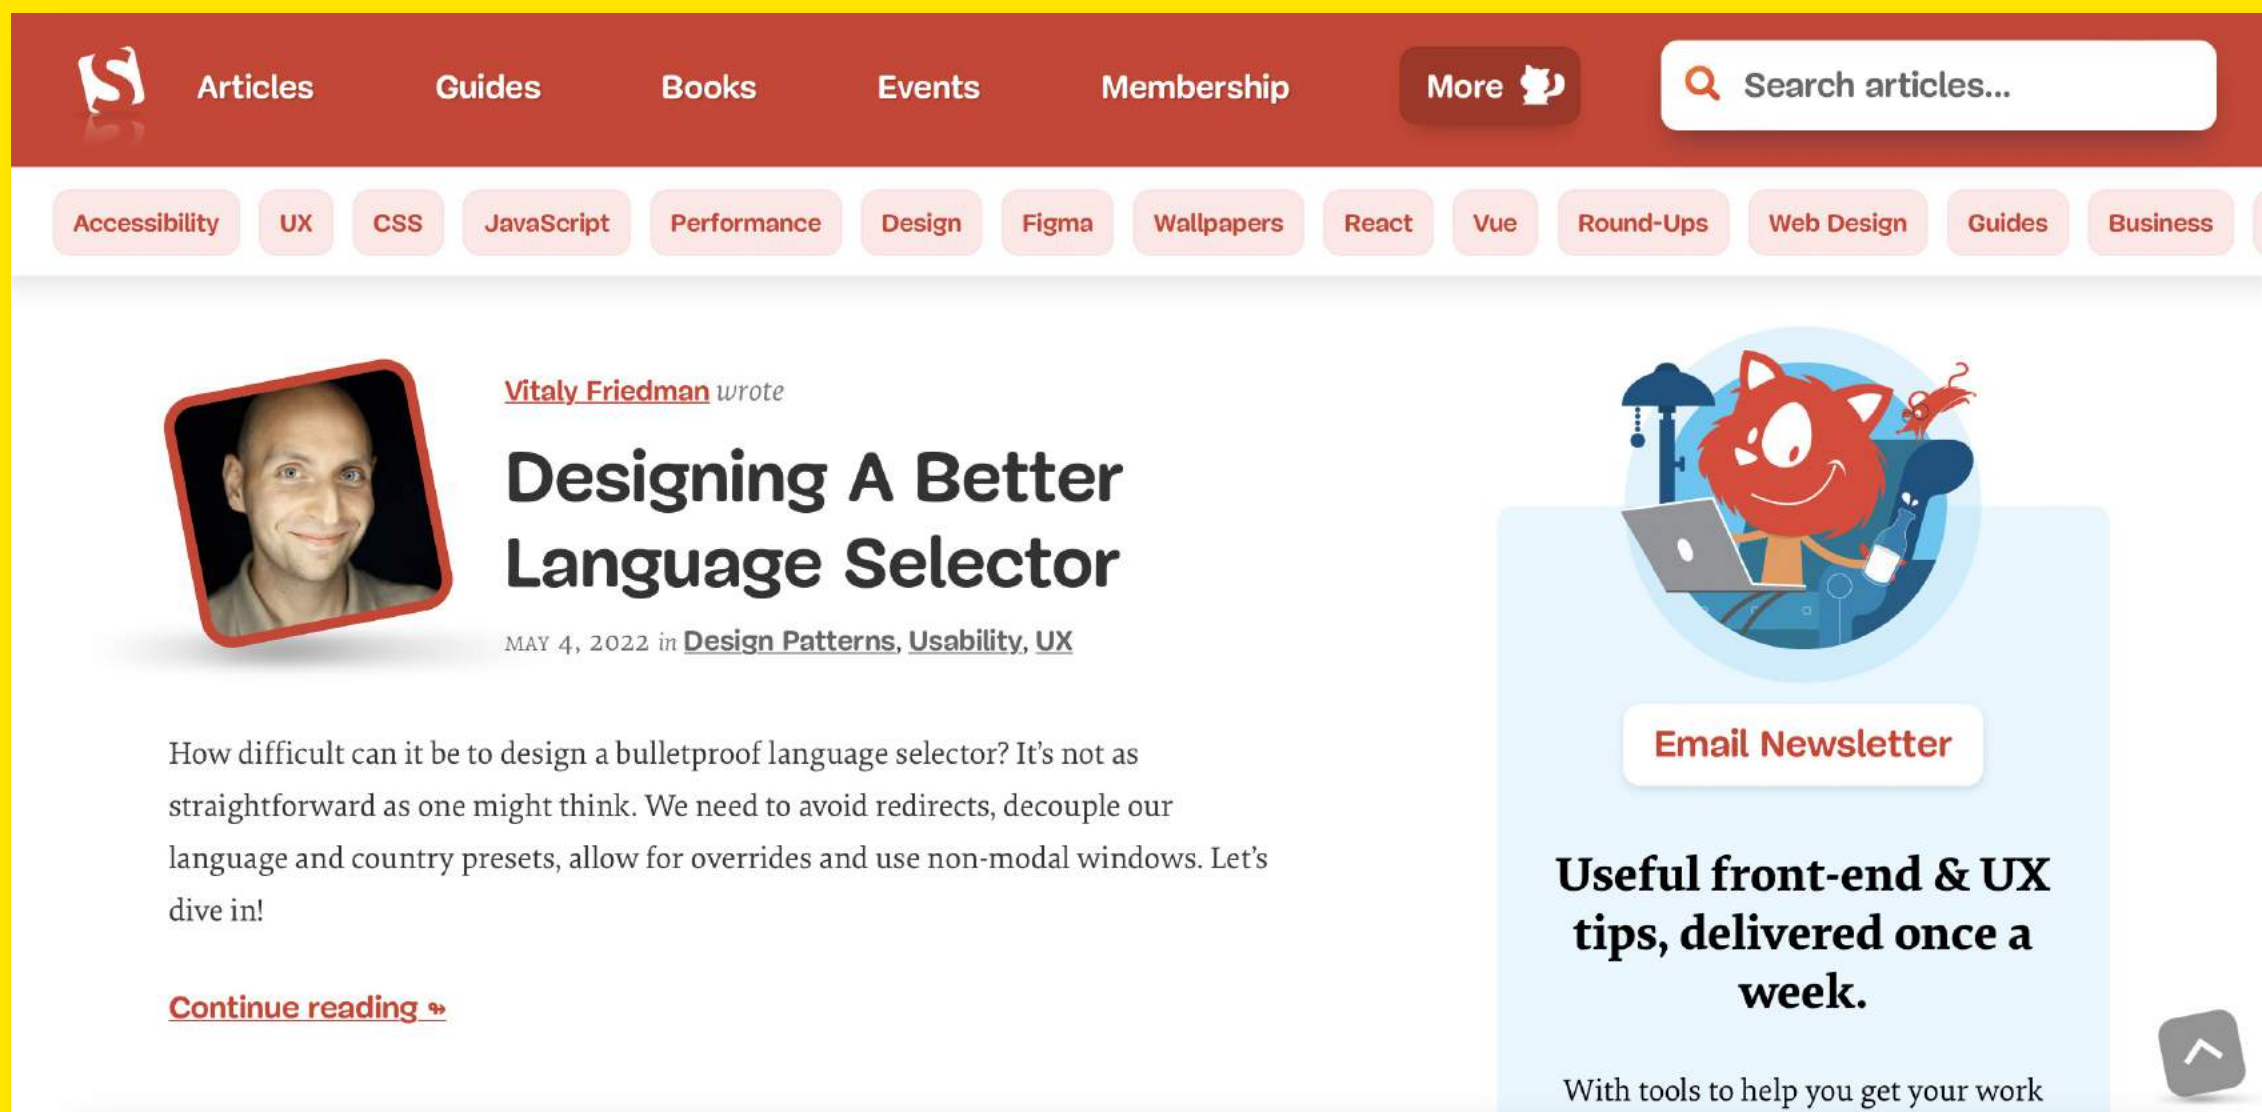 Articles
Guides
Books
Events
Membership
More
Search articles...
Accessibility
UX
CSS
JavaScript
Performance
Design
Figma
Wallpapers
React
Vue
Round-Ups
Web Design
Guides
Business
Vitaly Friedman wrote
Designing A Better
Language Selector
MAY 4, 2022 in Design Patterns, Usability, UX
How difficult can it be to design a bulletproof language selector? It’s not as
straightforward as one might think. We need to avoid redirects, decouple our
language and country presets, allow for overrides and use non-modal windows. Let’s
dive in!
Continue reading ↬
Email Newsletter
Useful front-end & UX
tips, delivered once a
week.
With tools to help you get your work